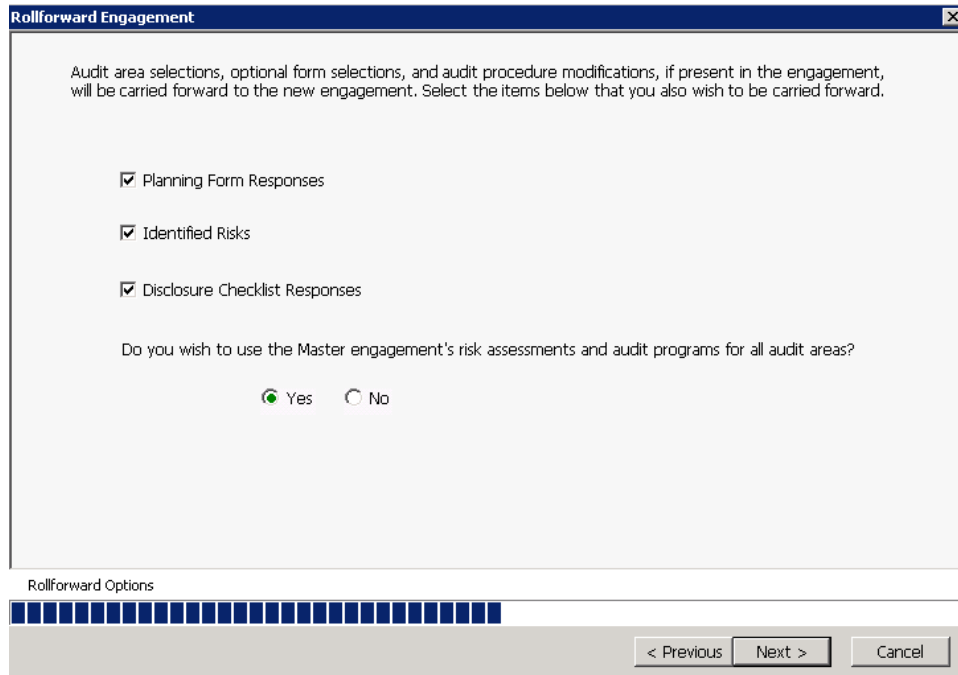 Rollforward Engagement
Audit area selections, optional form selections, and audit procedure modifications, if present in the engagement,
will be carried forward to the new engagement. Select the items below that you also wish to be carried forward.
Planning Form Responses
Identified Risks
Disclosure Checklist Responses
Do you wish to use the Master engagement's risk assessments and audit programs for all audit areas?
Yes No
Rollforward Options
< Previous Next > Cancel